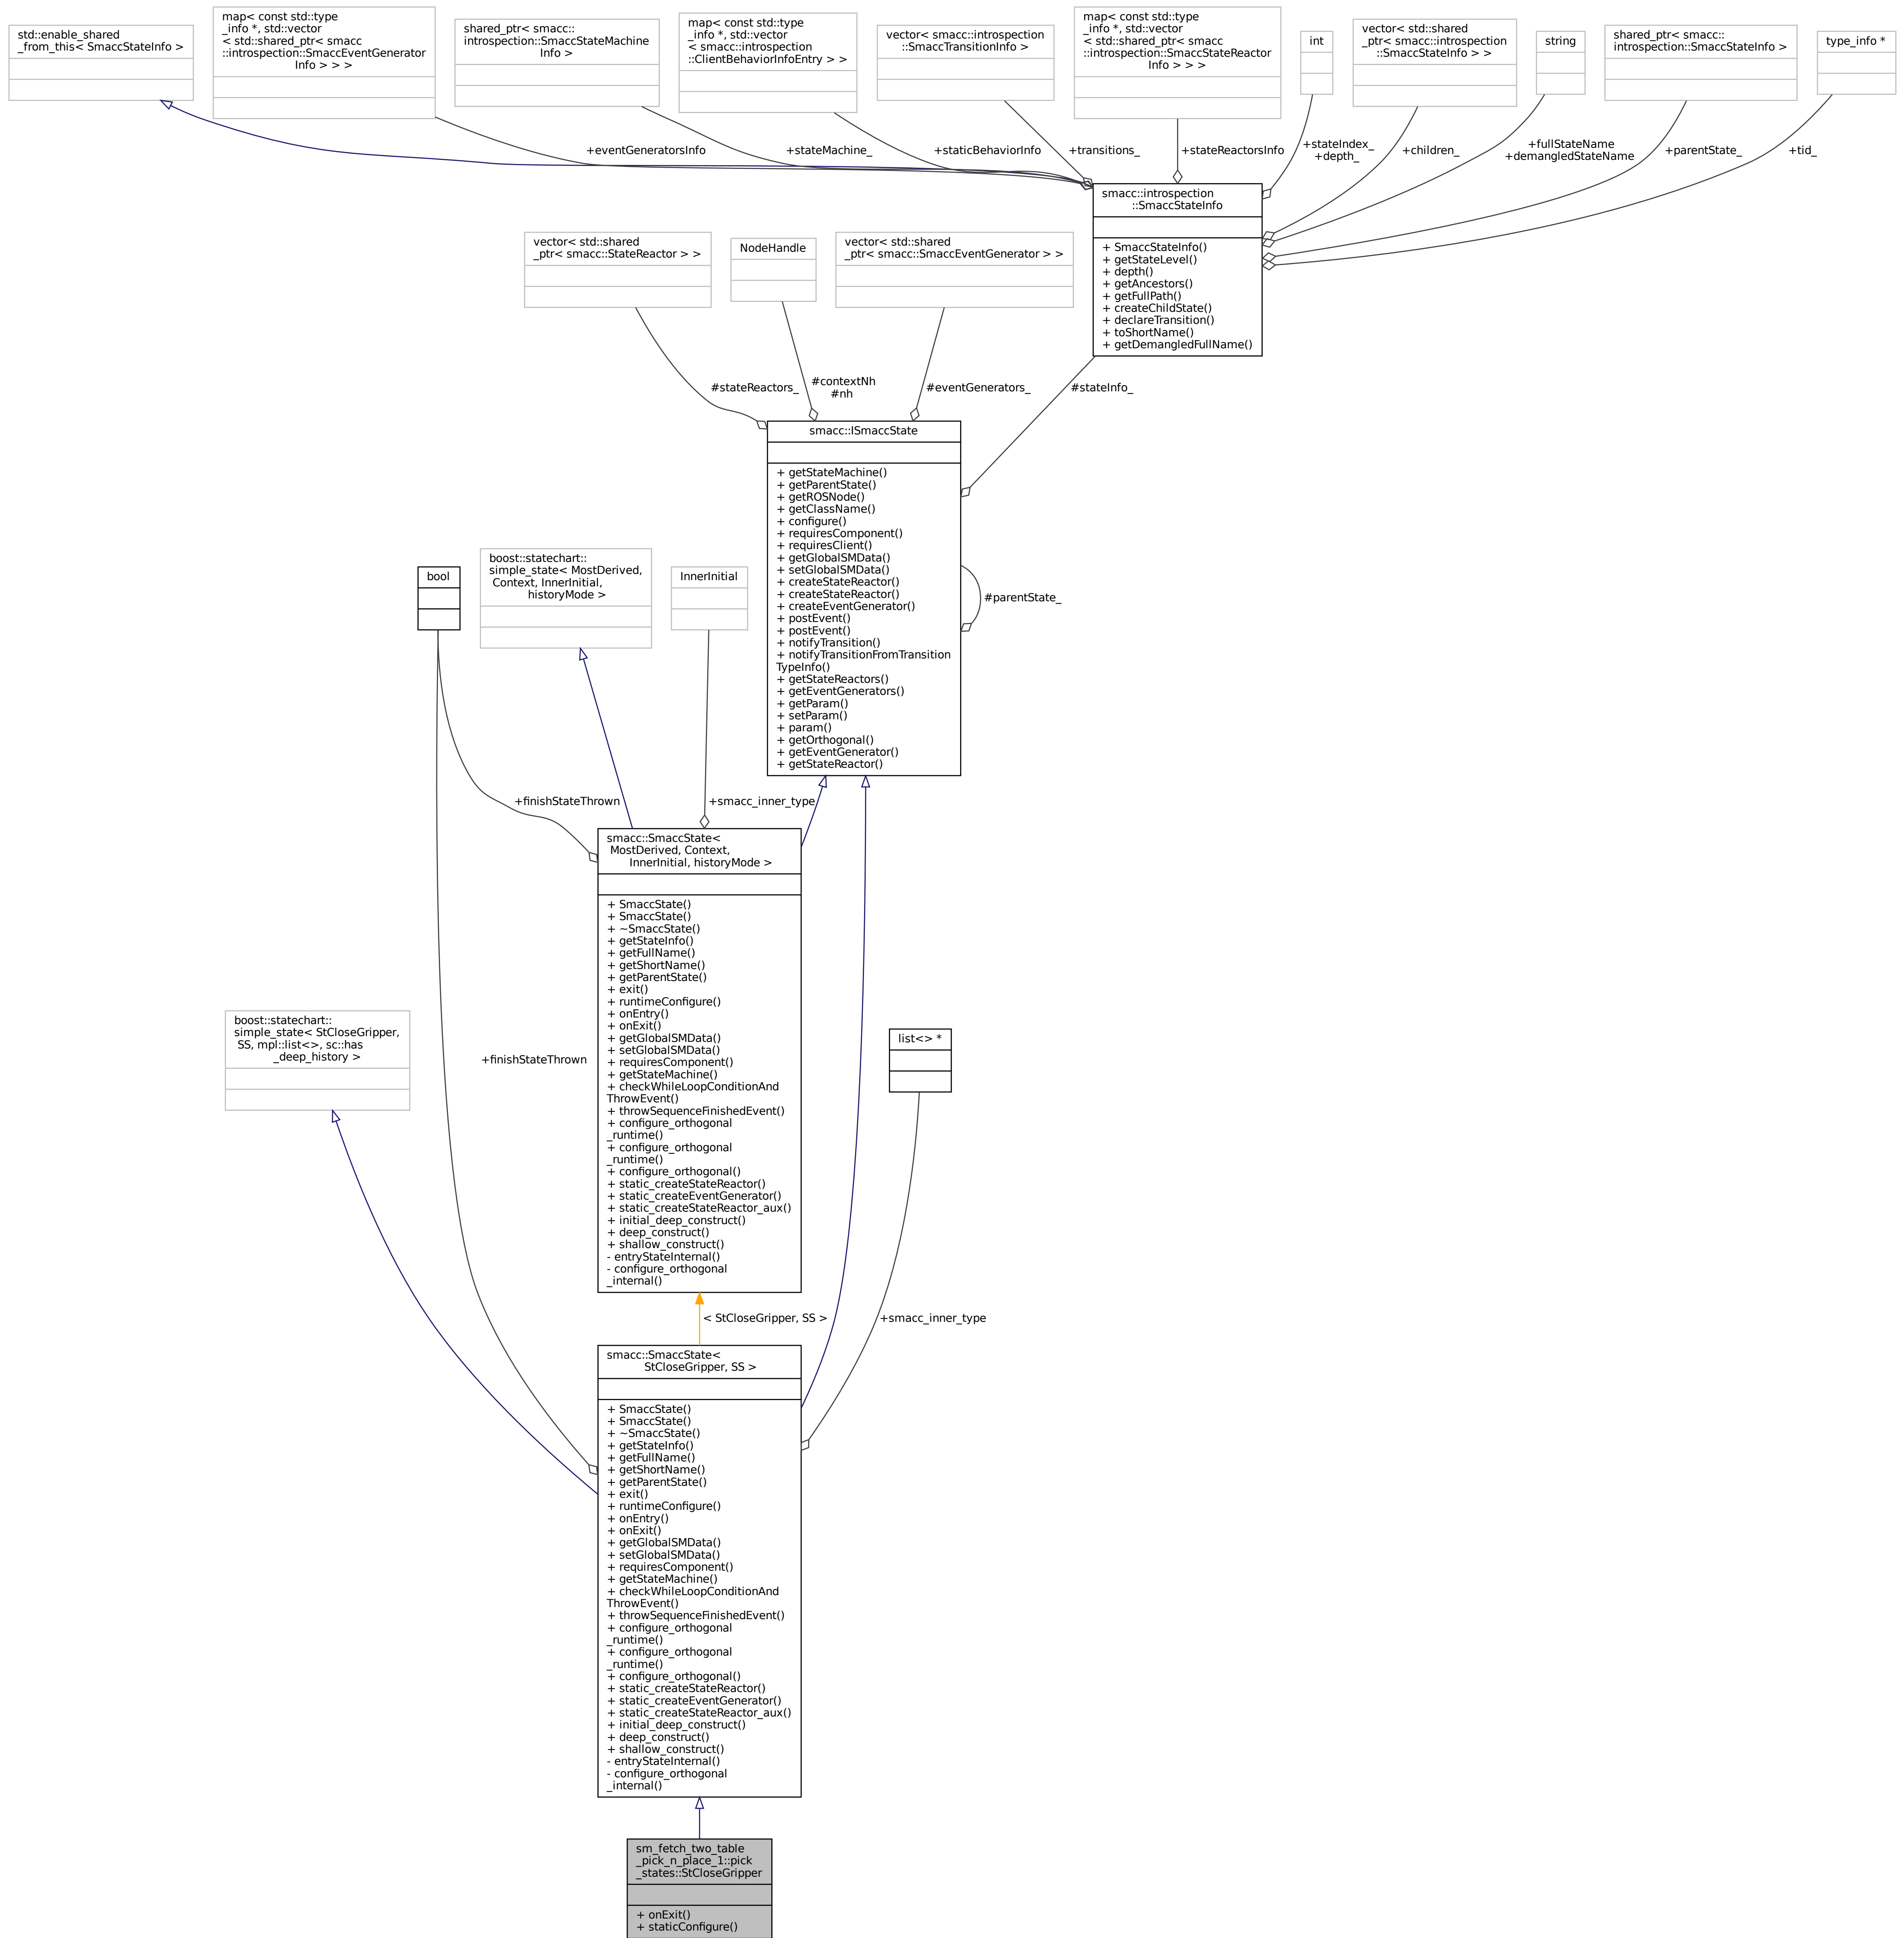 std::enable_shared
_from_this< SmaccStateInfo >
map< const std::type
_info *, std::vector
< std::shared_ptr< smacc
::introspection::SmaccEventGenerator
Info > > >
shared_ptr< smacc::
introspection::SmaccStateMachine
Info >
map< const std::type
_info *, std::vector
< smacc::introspection
::ClientBehaviorInfoEntry > >
vector< smacc::introspection
::SmaccTransitionInfo >
map< const std::type
_info *, std::vector
< std::shared_ptr< smacc
::introspection::SmaccStateReactor
Info > > >
int
vector< std::shared
_ptr< smacc::introspection
::SmaccStateInfo > >
string
shared_ptr< smacc::
introspection::SmaccStateInfo >
type_info *
+eventGeneratorsInfo
+stateMachine_
+staticBehaviorInfo
+transitions_
+stateReactorsInfo
+stateIndex_
+depth_
+children_
+fullStateName
+demangledStateName
+parentState_
+tid_
smacc::introspection
::SmaccStateInfo
+ SmaccStateInfo()
+ getStateLevel()
+ depth()
+ getAncestors()
+ getFullPath()
+ createChildState()
+ declareTransition()
+ toShortName()
+ getDemangledFullName()
vector< std::shared
_ptr< smacc::StateReactor > >
NodeHandle
vector< std::shared
_ptr< smacc::SmaccEventGenerator > >
#stateReactors_
#contextNh
#nh
#eventGenerators_
#stateInfo_
smacc::ISmaccState
+ getStateMachine()
+ getParentState()
+ getROSNode()
+ getClassName()
+ configure()
+ requiresComponent()
+ requiresClient()
+ getGlobalSMData()
+ setGlobalSMData()
+ createStateReactor()
+ createStateReactor()
+ createEventGenerator()
+ postEvent()
+ postEvent()
+ notifyTransition()
+ notifyTransitionFromTransition
TypeInfo()
+ getStateReactors()
+ getEventGenerators()
+ getParam()
+ setParam()
+ param()
+ getOrthogonal()
+ getEventGenerator()
+ getStateReactor()
#parentState_
bool
boost::statechart::
simple_state< MostDerived,
Context, InnerInitial,
historyMode >
InnerInitial
+finishStateThrown
+smacc_inner_type
smacc::SmaccState<
MostDerived, Context,
InnerInitial, historyMode >
+ SmaccState()
+ SmaccState()
+ ~SmaccState()
+ getStateInfo()
+ getFullName()
+ getShortName()
+ getParentState()
+ exit()
+ runtimeConfigure()
+ onEntry()
+ onExit()
+ getGlobalSMData()
+ setGlobalSMData()
+ requiresComponent()
+ getStateMachine()
+ checkWhileLoopConditionAnd
ThrowEvent()
+ throwSequenceFinishedEvent()
+ configure_orthogonal
_runtime()
+ configure_orthogonal
_runtime()
+ configure_orthogonal()
+ static_createStateReactor()
+ static_createEventGenerator()
+ static_createStateReactor_aux()
+ initial_deep_construct()
+ deep_construct()
+ shallow_construct()
- entryStateInternal()
- configure_orthogonal
_internal()
boost::statechart::
simple_state< StCloseGripper,
SS, mpl::list<>, sc::has
_deep_history >
+finishStateThrown
list<> *
< StCloseGripper, SS >
+smacc_inner_type
smacc::SmaccState<
StCloseGripper, SS >
+ SmaccState()
+ SmaccState()
+ ~SmaccState()
+ getStateInfo()
+ getFullName()
+ getShortName()
+ getParentState()
+ exit()
+ runtimeConfigure()
+ onEntry()
+ onExit()
+ getGlobalSMData()
+ setGlobalSMData()
+ requiresComponent()
+ getStateMachine()
+ checkWhileLoopConditionAnd
ThrowEvent()
+ throwSequenceFinishedEvent()
+ configure_orthogonal
_runtime()
+ configure_orthogonal
_runtime()
+ configure_orthogonal()
+ static_createStateReactor()
+ static_createEventGenerator()
+ static_createStateReactor_aux()
+ initial_deep_construct()
+ deep_construct()
+ shallow_construct()
- entryStateInternal()
- configure_orthogonal
_internal()
sm_fetch_two_table
_pick_n_place_1::pick
_states::StCloseGripper
+ onExit()
+ staticConfigure()